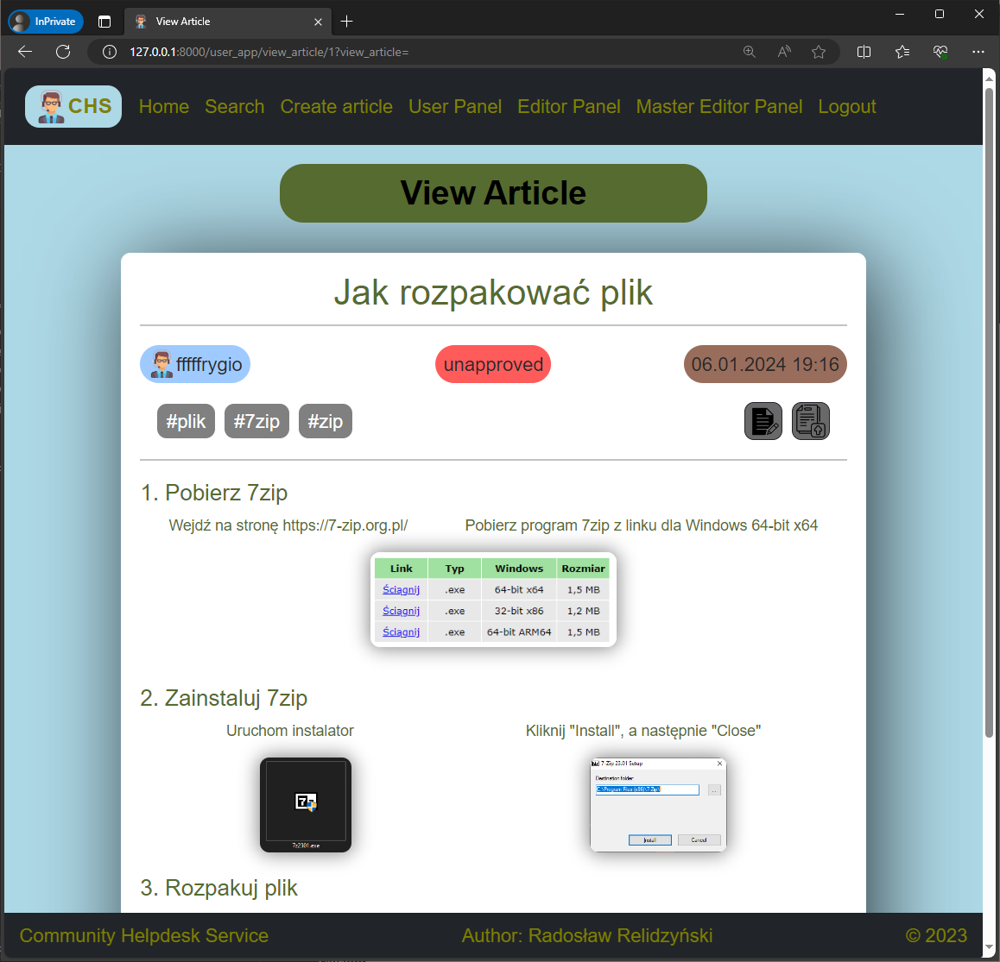 InPrivate
View Article
127.0.0.1:8000/user_app/view_article/1?view_article=
CHS Home Search Create article User Panel Editor Panel Master Editor Panel Logout
View Article
Jak rozpakować plik
fffffrygio unapproved 06.01.2024 19:16
#plik #7zip #zip
1. Pobierz 7zip
Wejdź na stronę https://7-zip.org.pl/ Pobierz program 7zip z linku dla Windows 64-bit x64
Link Typ Windows Rozmiar
Ściągnij .exe 64-bit x64 1,5 MB
Ściągnij .exe 32-bit x86 1,2 MB
Ściągnij .exe 64-bit ARM64 1,5 MB
2. Zainstaluj 7zip
Uruchom instalator Kliknij "Install", a następnie "Close"
7-Zip 23.01 Setup
Destination folder:
C:\Program Files (x86)\7-Zip\ ...
Install Cancel
7z2301.exe
3. Rozpakuj plik
Community Helpdesk Service Author: Radosław Relidzyński © 2023